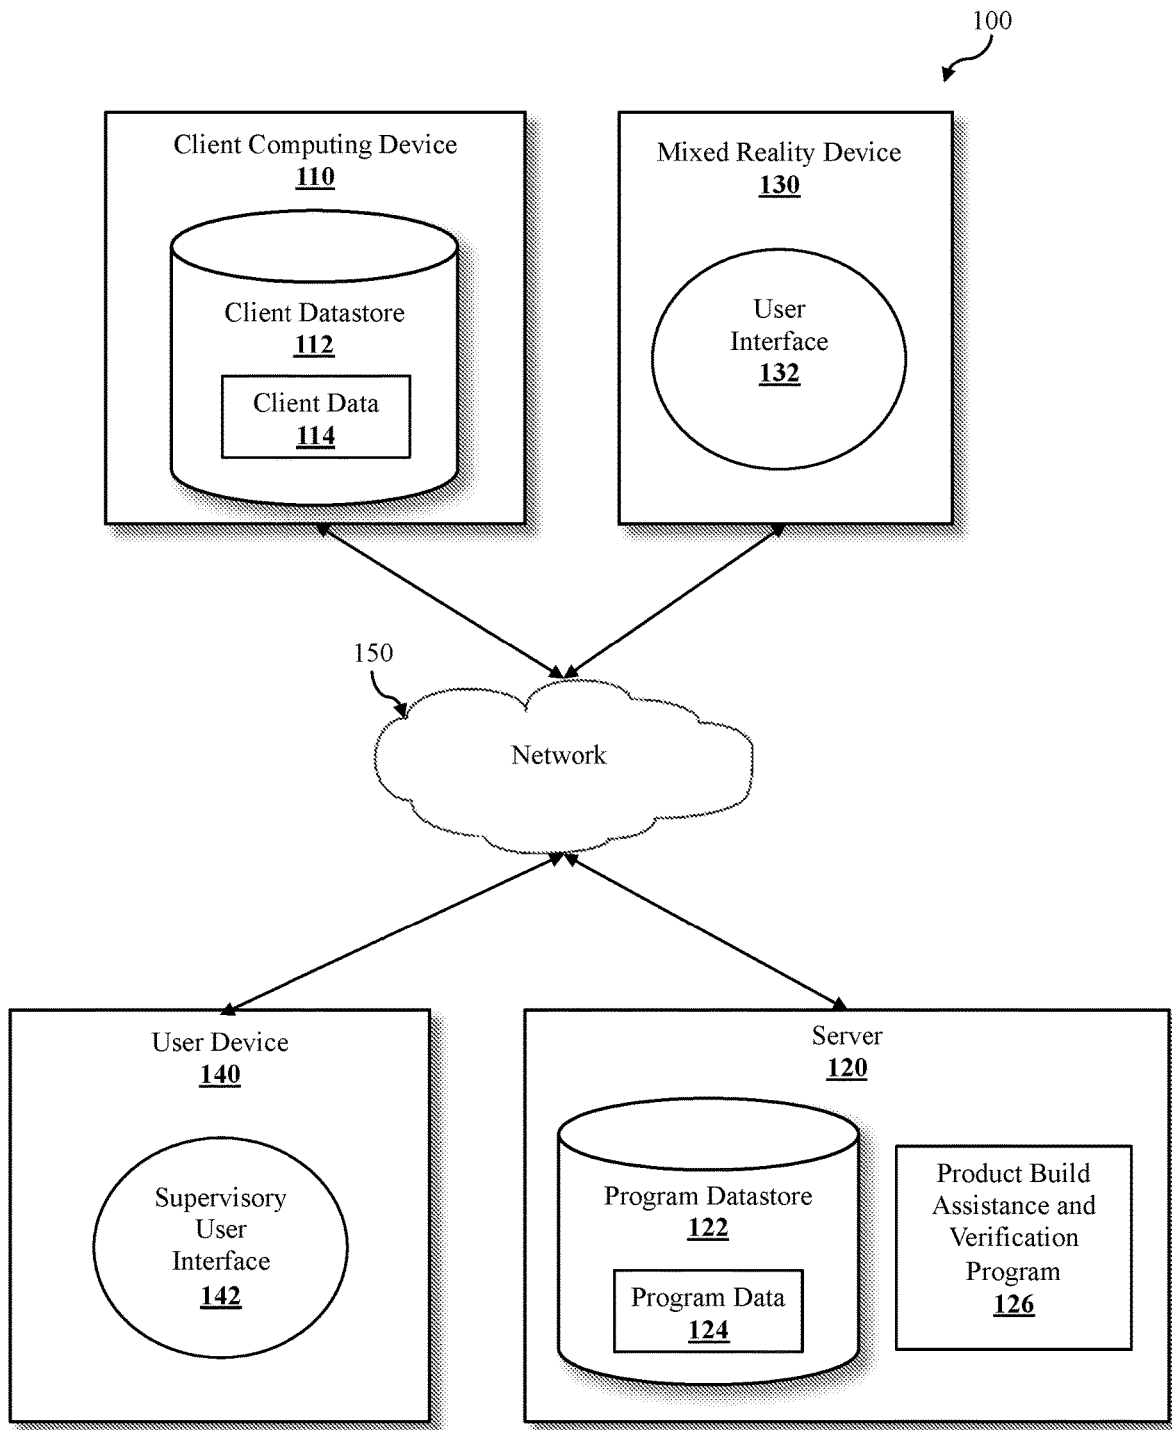 100
Client Computing Device
110
Client Datastore
112
Client Data
114
Mixed Reality Device
130
User
Interface
132
150
Network
User Device
140
Supervisory
User
Interface
142
Server
120
Program Datastore
122
Program Data
124
Product Build
Assistance and
Verification
Program
126